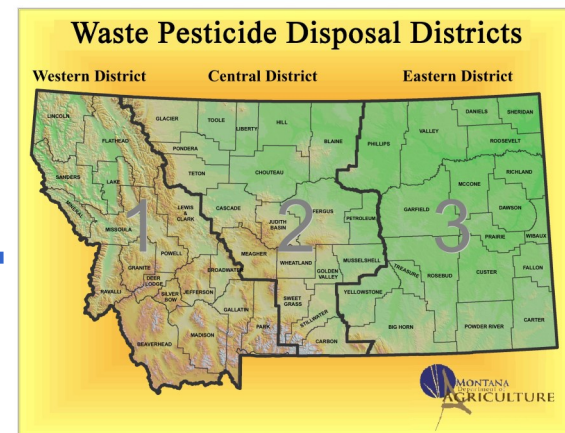 Waste Pesticide Disposal Districts
Western District Central District Eastern District
LINCOLN
FLATHEAD
GLACIER
TOOLE
LIBERTY
HILL
BLAINE
PHILLIPS
VALLEY
DANIELS
SHERIDAN
ROOSEVELT
PONDERA
TETON
CHOUTEAU
SANDERS
LAKE
MINERAL
MISSOULA
LEWIS
&
CLARK
CASCADE
JUDITH
BASIN
FERGUS
PETROLEUM
GARFIELD
MCCONE
RICHLAND
DAWSON
WIBAUX
PRAIRIE
1
2
3
POWELL
GRANITE
DEER
LODGE
RAVALLI
SILVER
BOW
JEFFERSON
BROADWATER
MEAGHER
WHEATLAND
GOLDEN
VALLEY
MUSSELSHELL
TREASURE
ROSEBUD
CUSTER
FALLON
YELLOWSTONE
SWEET
GRASS
STILLWATER
GALLATIN
PARK
MADISON
BEAVERHEAD
CARBON
BIG HORN
POWDER RIVER
CARTER
MONTANA
Department of
AGRICULTURE